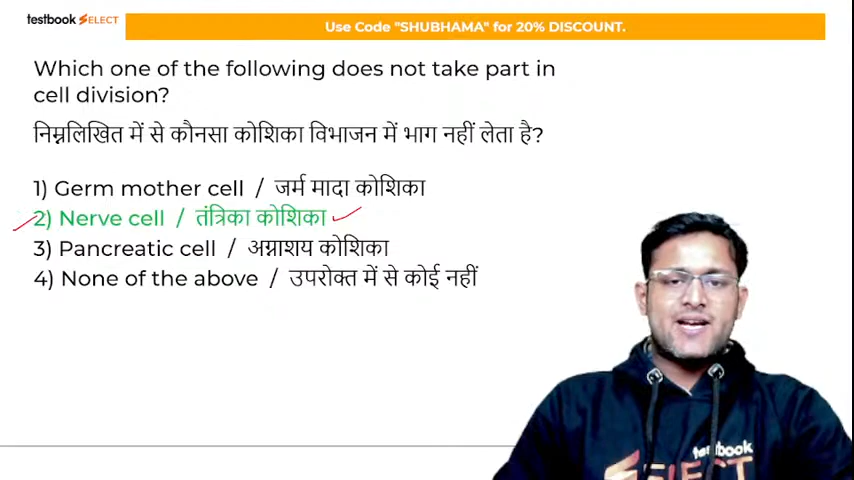 testbook SELECT
Use Code "SHUBHAMA" for 20% DISCOUNT.
Which one of the following does not take part in
cell division?
निम्नलिखित में से कौनसा कोशिका विभाजन में भाग नहीं लेता है?
1) Germ mother cell / जर्म मादा कोशिका
2) Nerve cell / तंत्रिका कोशिका
3) Pancreatic cell / अग्नाशय कोशिका
4) None of the above / उपरोक्त में से कोई नहीं
testbook
SELECT